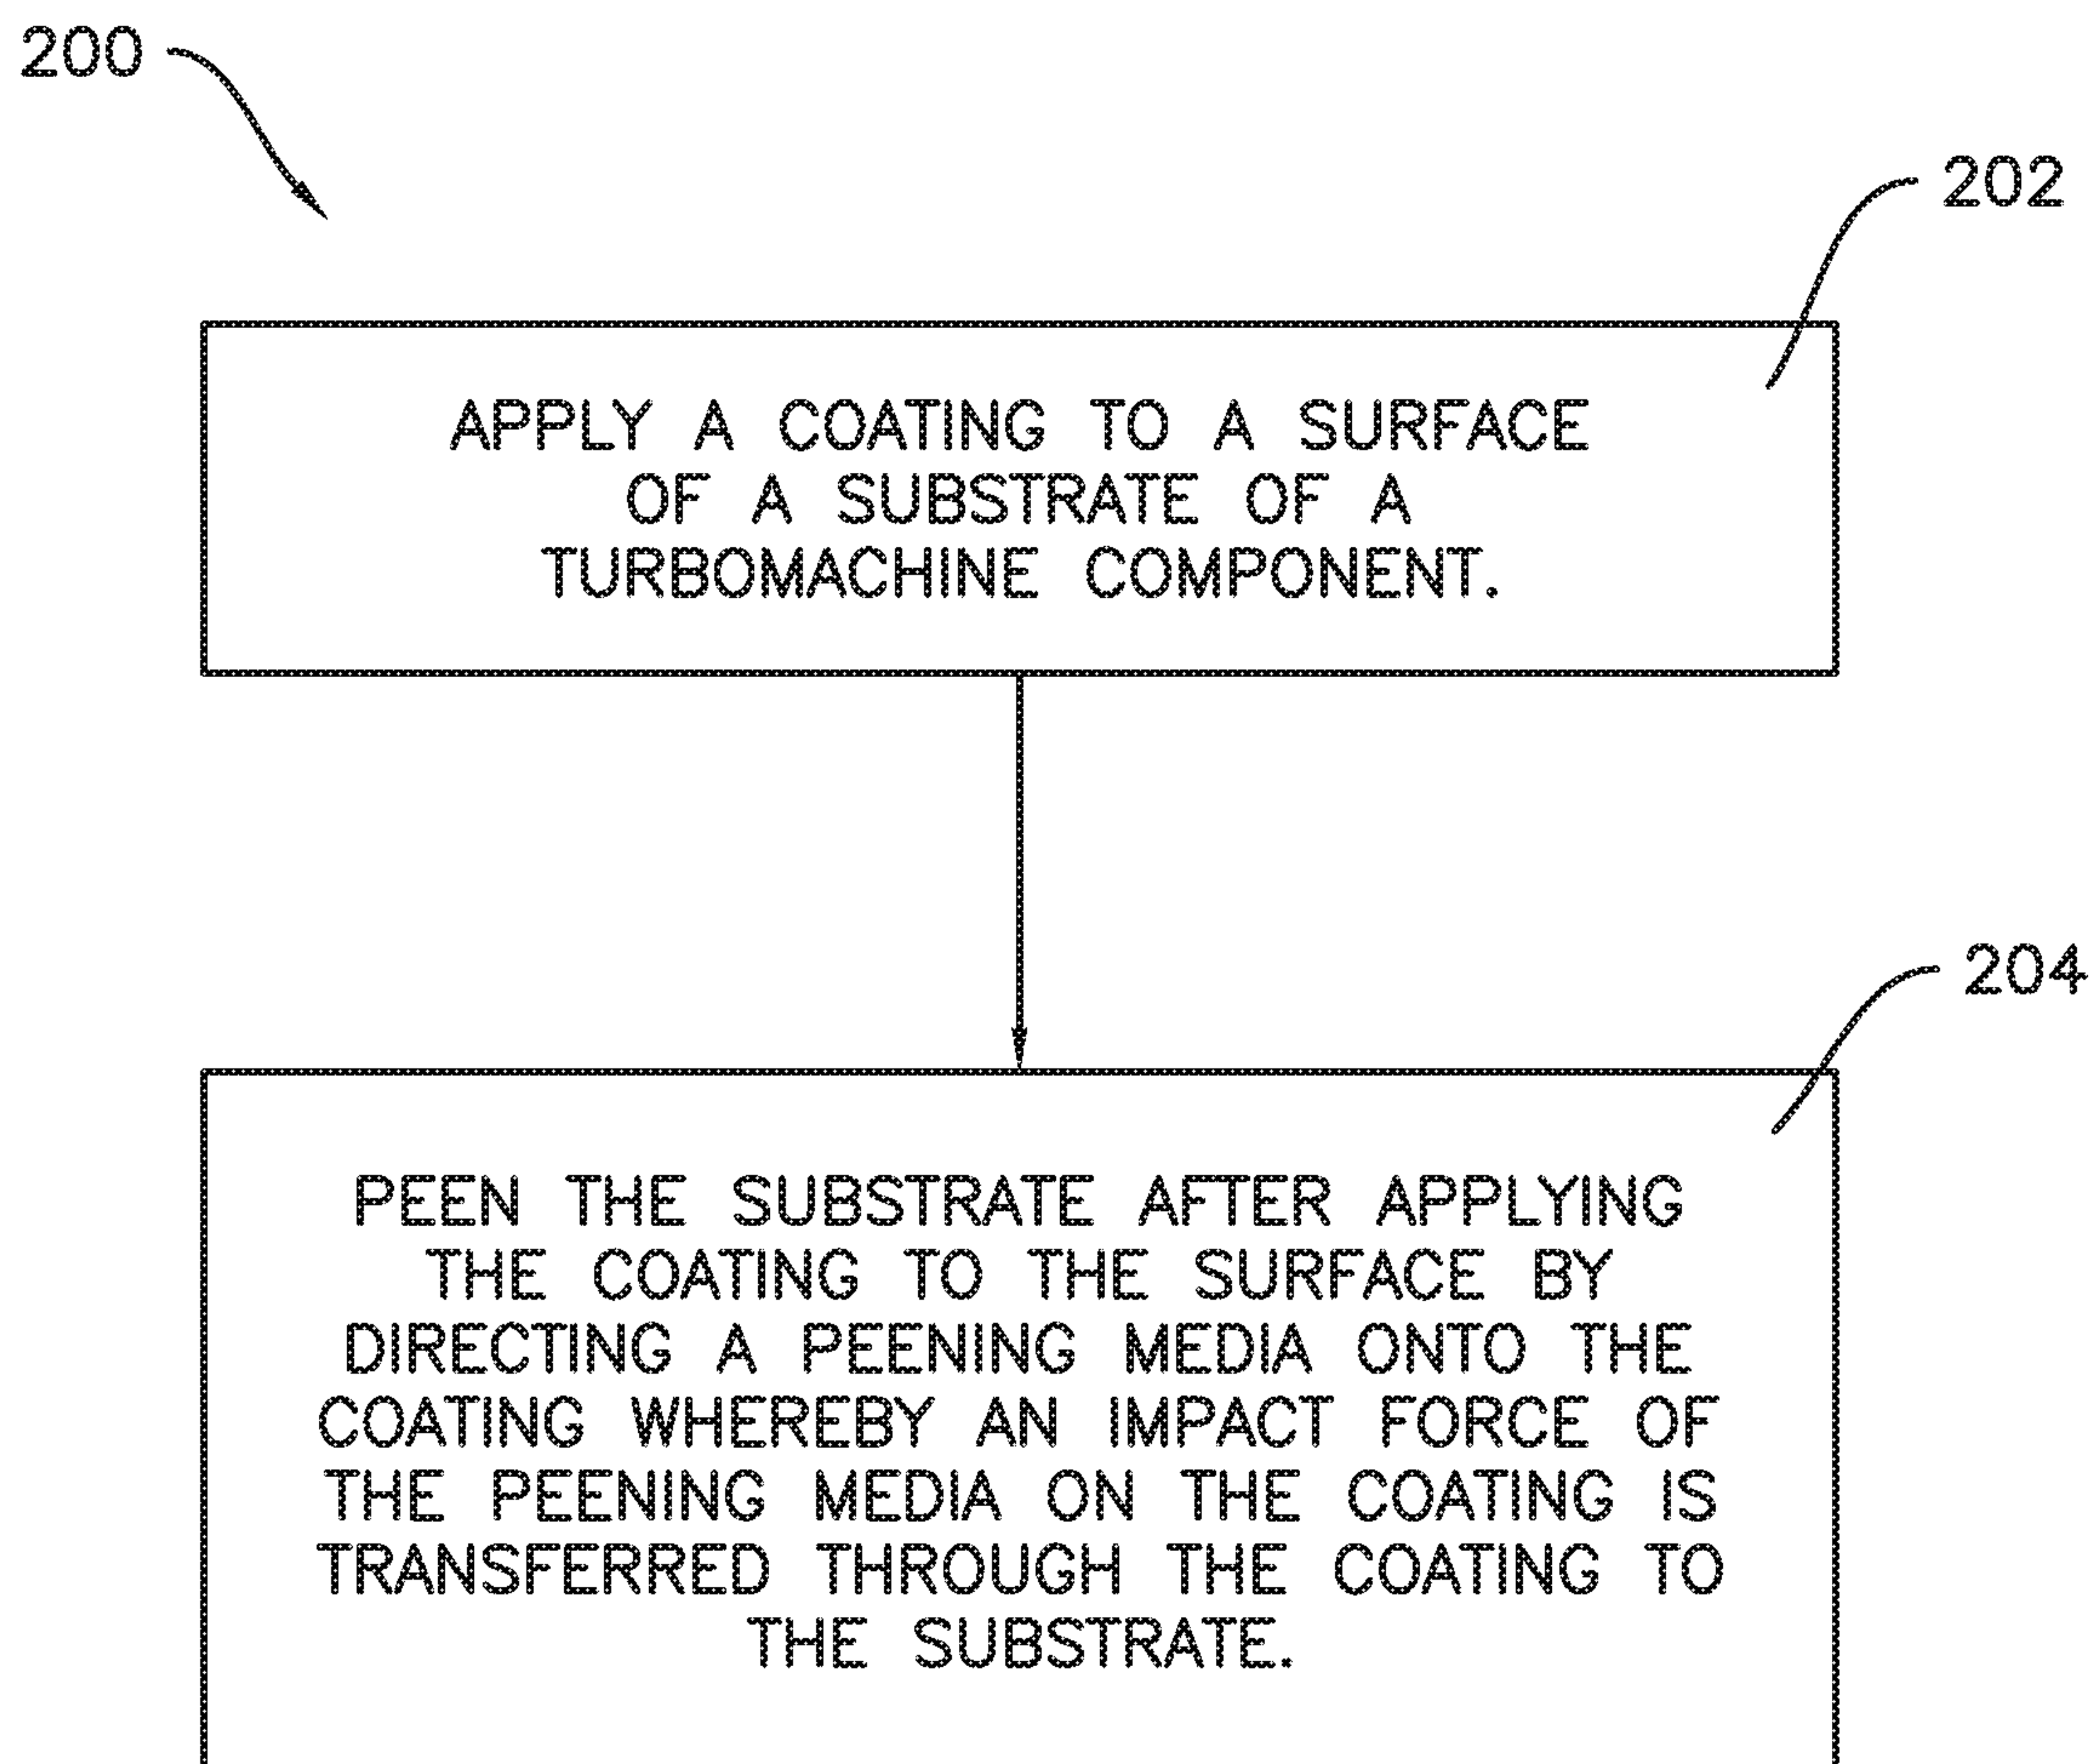 200
202
APPLY A COATING TO A SURFACE
OF A SUBSTRATE OF A
TURBOMACHINE COMPONENT.
204
PEEN THE SUBSTRATE AFTER APPLYING
THE COATING TO THE SURFACE BY
DIRECTING A PEENING MEDIA ONTO THE
COATING WHEREBY AN IMPACT FORCE OF
THE PEENING MEDIA ON THE COATING IS
TRANSFERRED THROUGH THE COATING TO
THE SUBSTRATE.